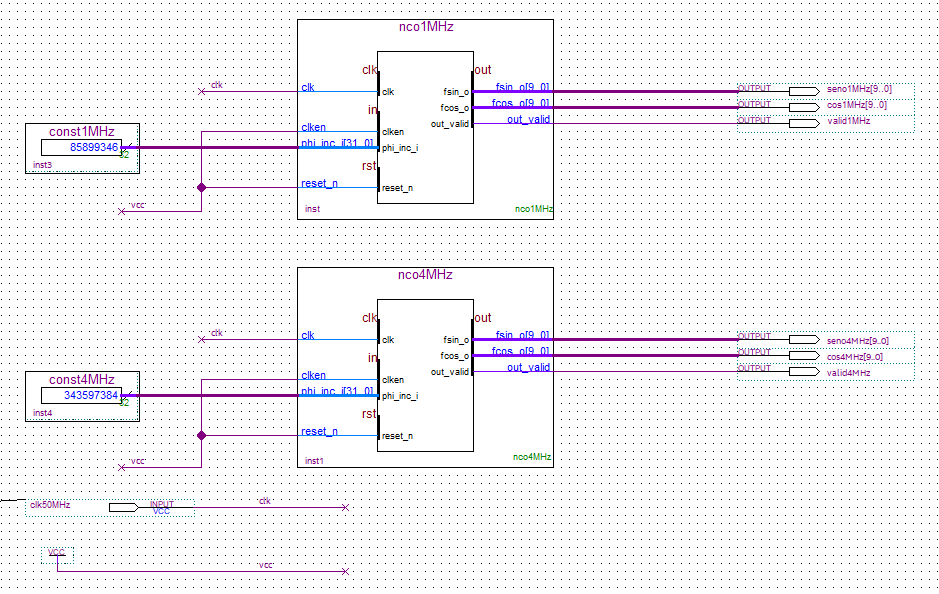 nco1MHz
clk
out
clk
clk
clk
fsin_o
fsin_o[9..0]
OUTPUT
seno1MHz[9..0]
in
fcos_o
fcos_o[9..0]
OUTPUT
cos1MHz[9..0]
clken
clken
out_valid
out_valid
OUTPUT
valid1MHz
const1MHz
85899346
32
phi_inc_i[31..0]
phi_inc_i
inst3
rst
reset_n
reset_n
vcc
inst
nco1MHz
nco4MHz
clk
out
clk
clk
clk
fsin_o
fsin_o[9..0]
OUTPUT
seno4MHz[9..0]
in
fcos_o
fcos_o[9..0]
OUTPUT
cos4MHz[9..0]
clken
clken
out_valid
out_valid
OUTPUT
valid4MHz
const4MHz
343597384
32
phi_inc_i[31..0]
phi_inc_i
inst4
rst
reset_n
reset_n
vcc
inst1
nco4MHz
clk50MHz
INPUT
VCC
clk
VCC
vcc